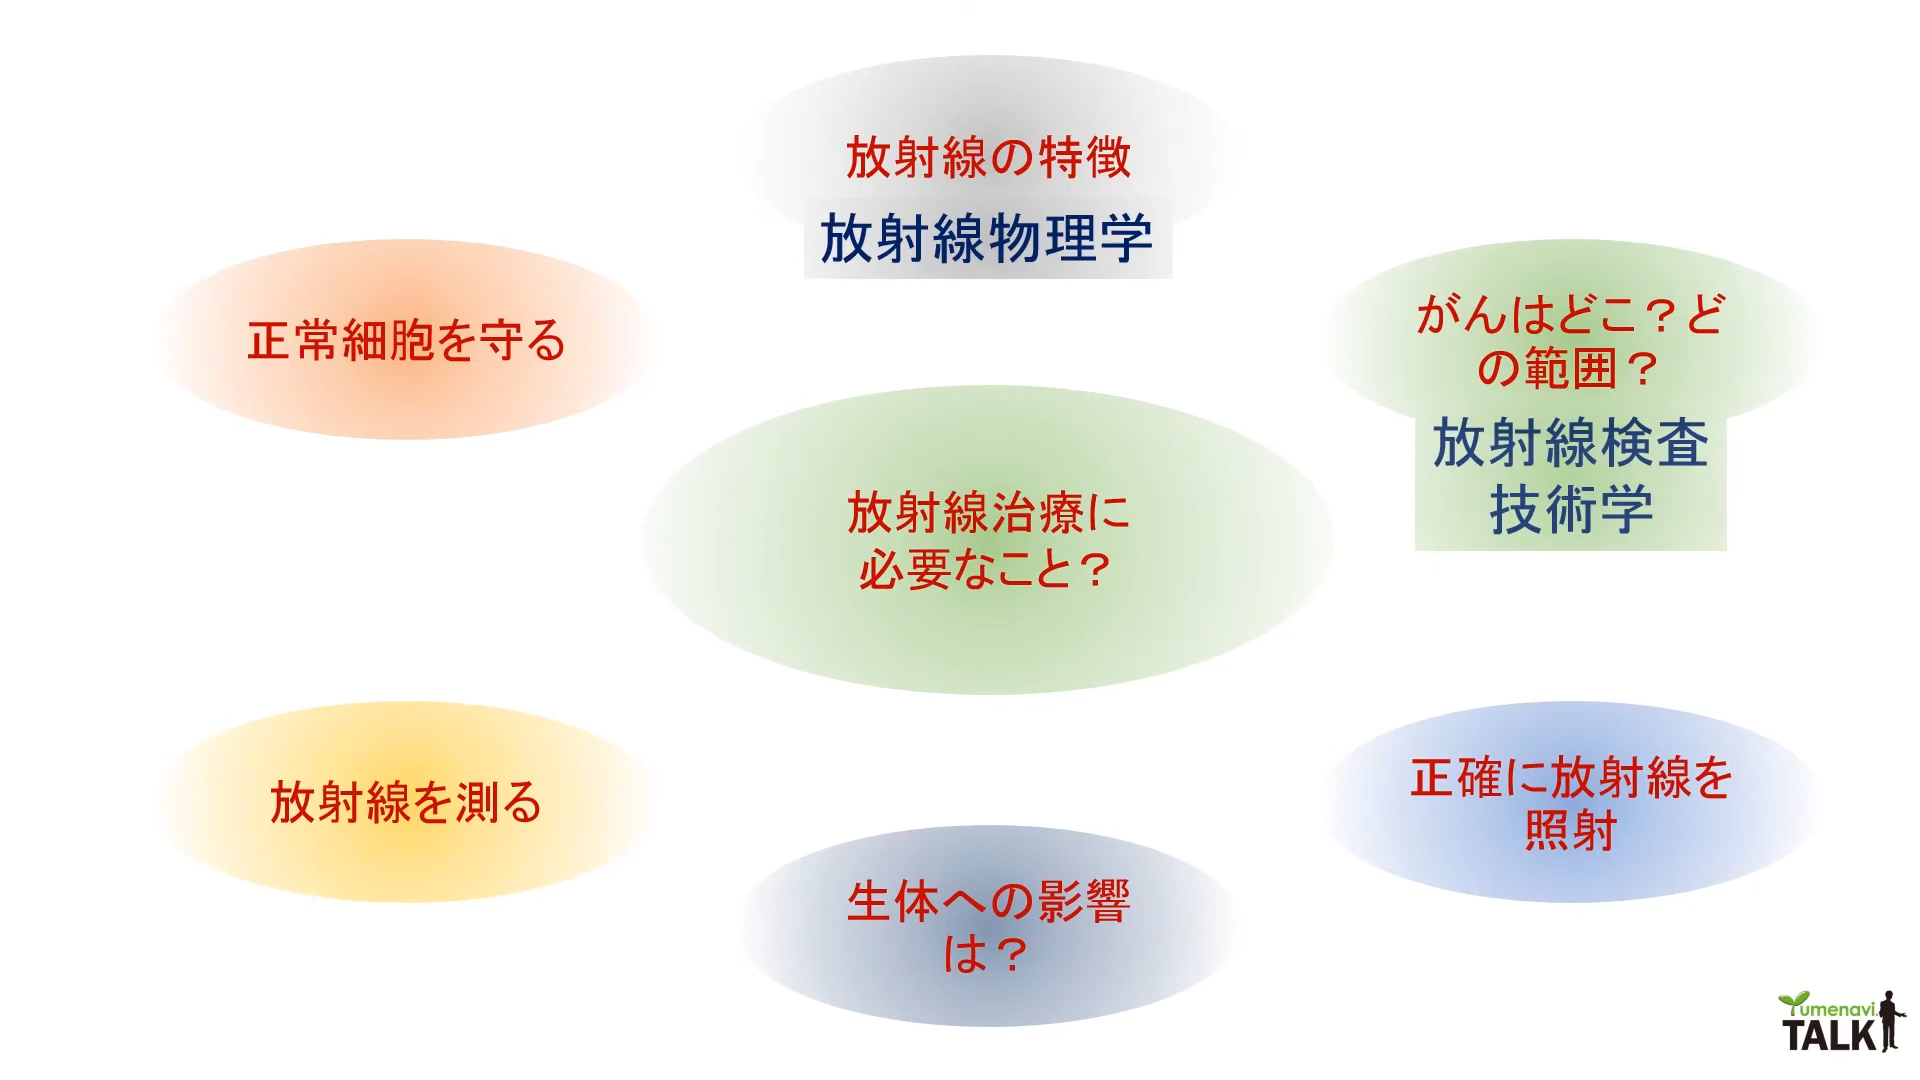 放射線の特徴
放射線物理学
正常細胞を守る
がんはどこ？ど
の範囲？
放射線検査
技術学
放射線治療に
必要なこと？
放射線を測る
正確に放射線を
照射
生体への影響
は？
Yumenavi
TALK